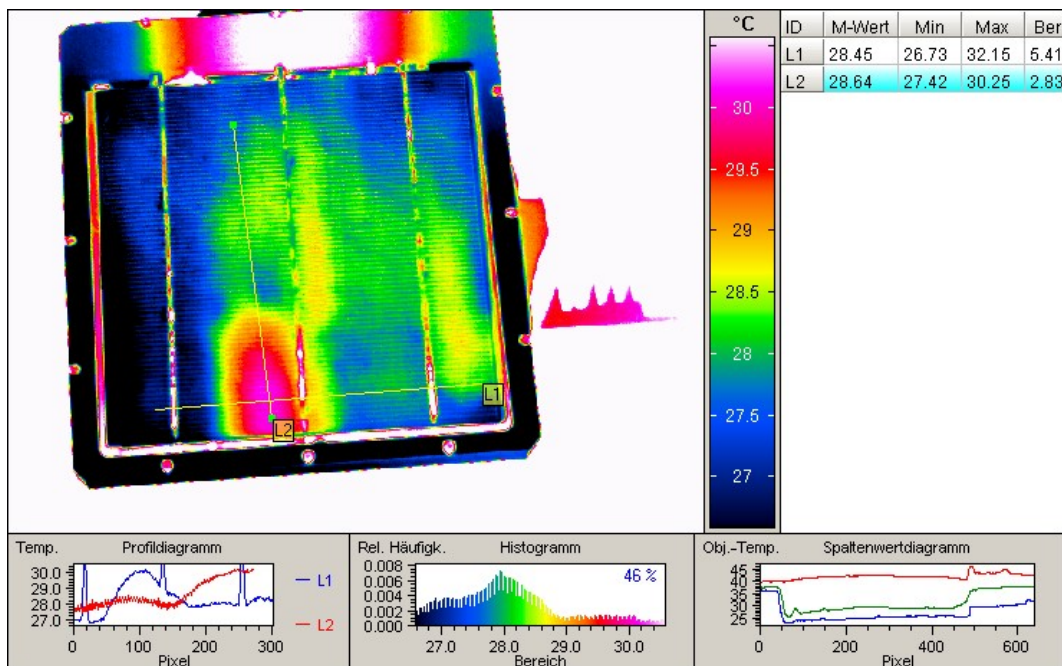 °C
30
29.5
29
28.5
28
27.5
27
ID M-Wert Min Max Ber
L1 28.45 26.73 32.15 5.41
L2 28.64 27.42 30.25 2.83
L1
L2
Temp. Profildiagramm
30.0
29.0
28.0
27.0
0 100 200 300
Pixel
L1
L2
Rel. Häufigk. Histogramm
46 %
0.008
0.006
0.004
0.002
0.000
27.0 28.0 29.0 30.0
Bereich
Obj.-Temp. Spaltenwertdiagramm
45
40
35
30
25
0 200 400 600
Pixel